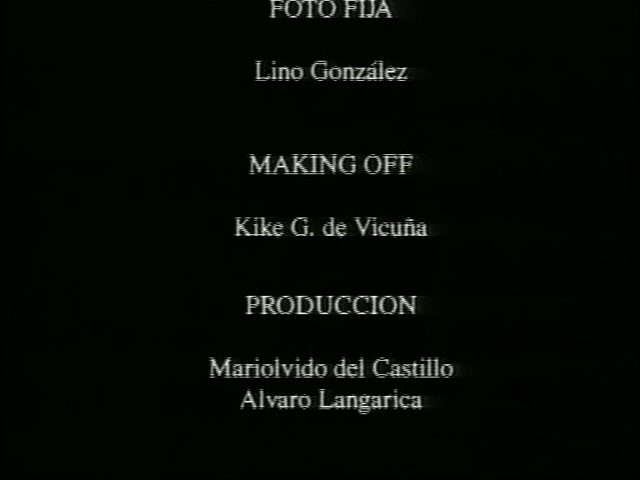 FOTO FIJA
Lino González
MAKING OFF
Kike G. de Vicuña
PRODUCCION
Mariolvido del Castillo
Alvaro Langarica